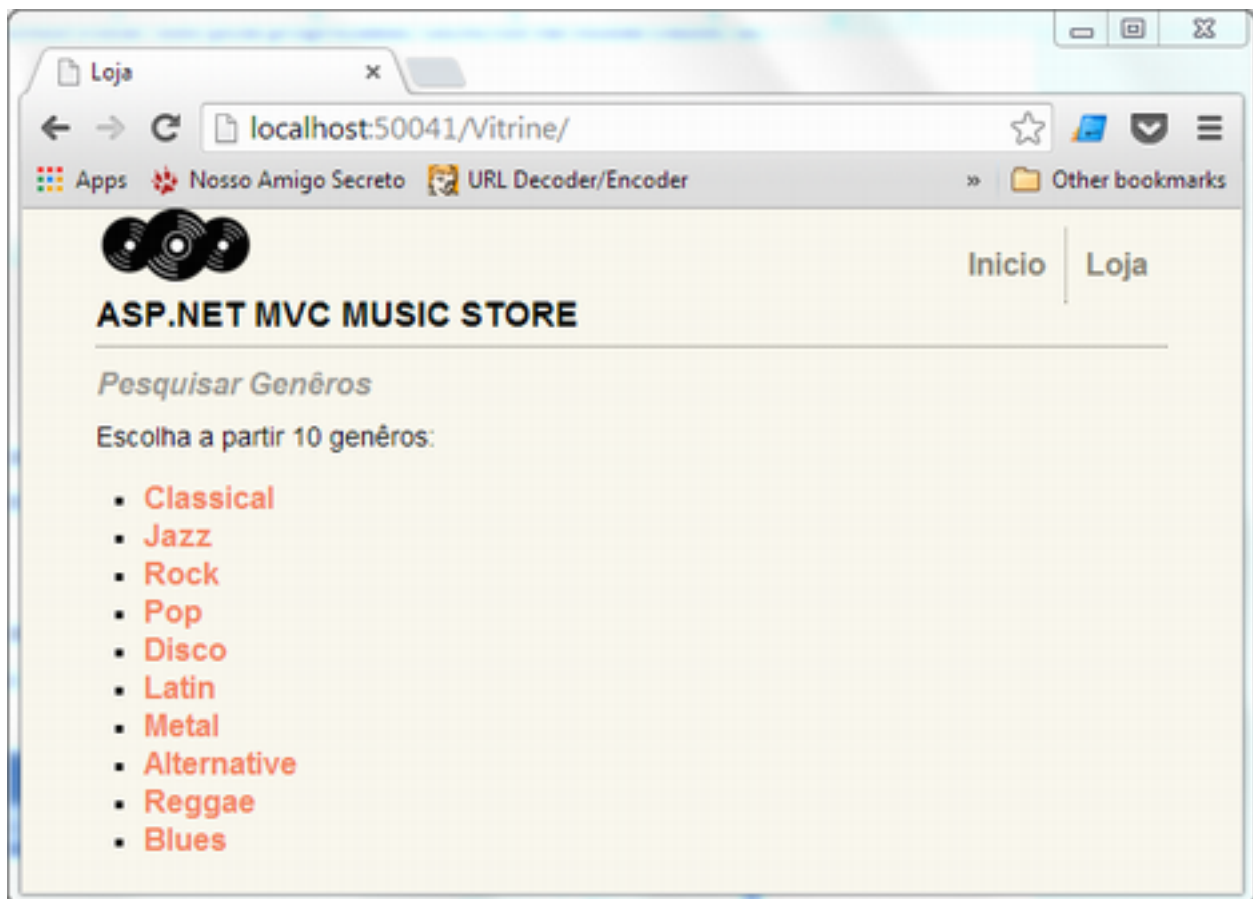 Loja
localhost:50041/Vitrine/
Apps Nosso Amigo Secreto URL Decoder/Encoder » Other bookmarks
Inicio Loja
ASP.NET MVC MUSIC STORE
Pesquisar Genêros
Escolha a partir 10 genêros:
Classical
Jazz
Rock
Pop
Disco
Latin
Metal
Alternative
Reggae
Blues